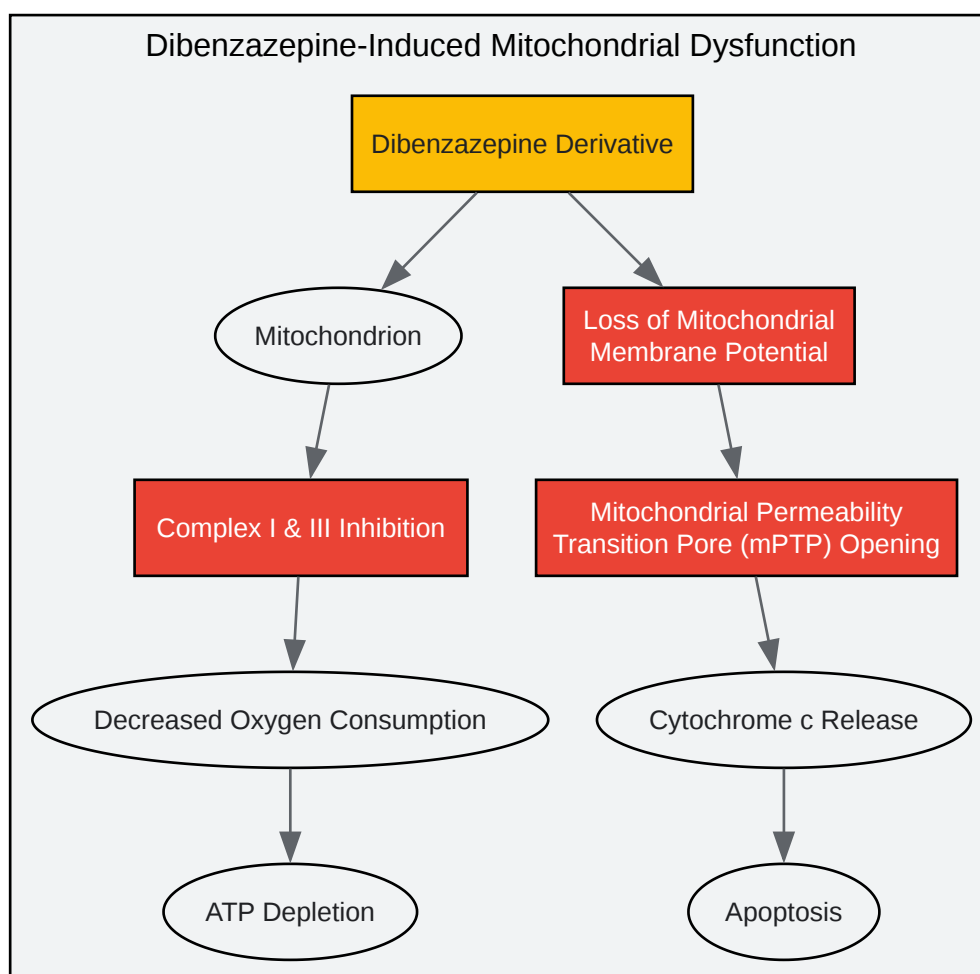 Dibenzazepine-Induced Mitochondrial Dysfunction
Dibenzazepine Derivative
Mitochondrion
Loss of Mitochondrial
Membrane Potential
Complex I & III Inhibition
Mitochondrial Permeability
Transition Pore (mPTP) Opening
Decreased Oxygen Consumption
Cytochrome c Release
ATP Depletion
Apoptosis